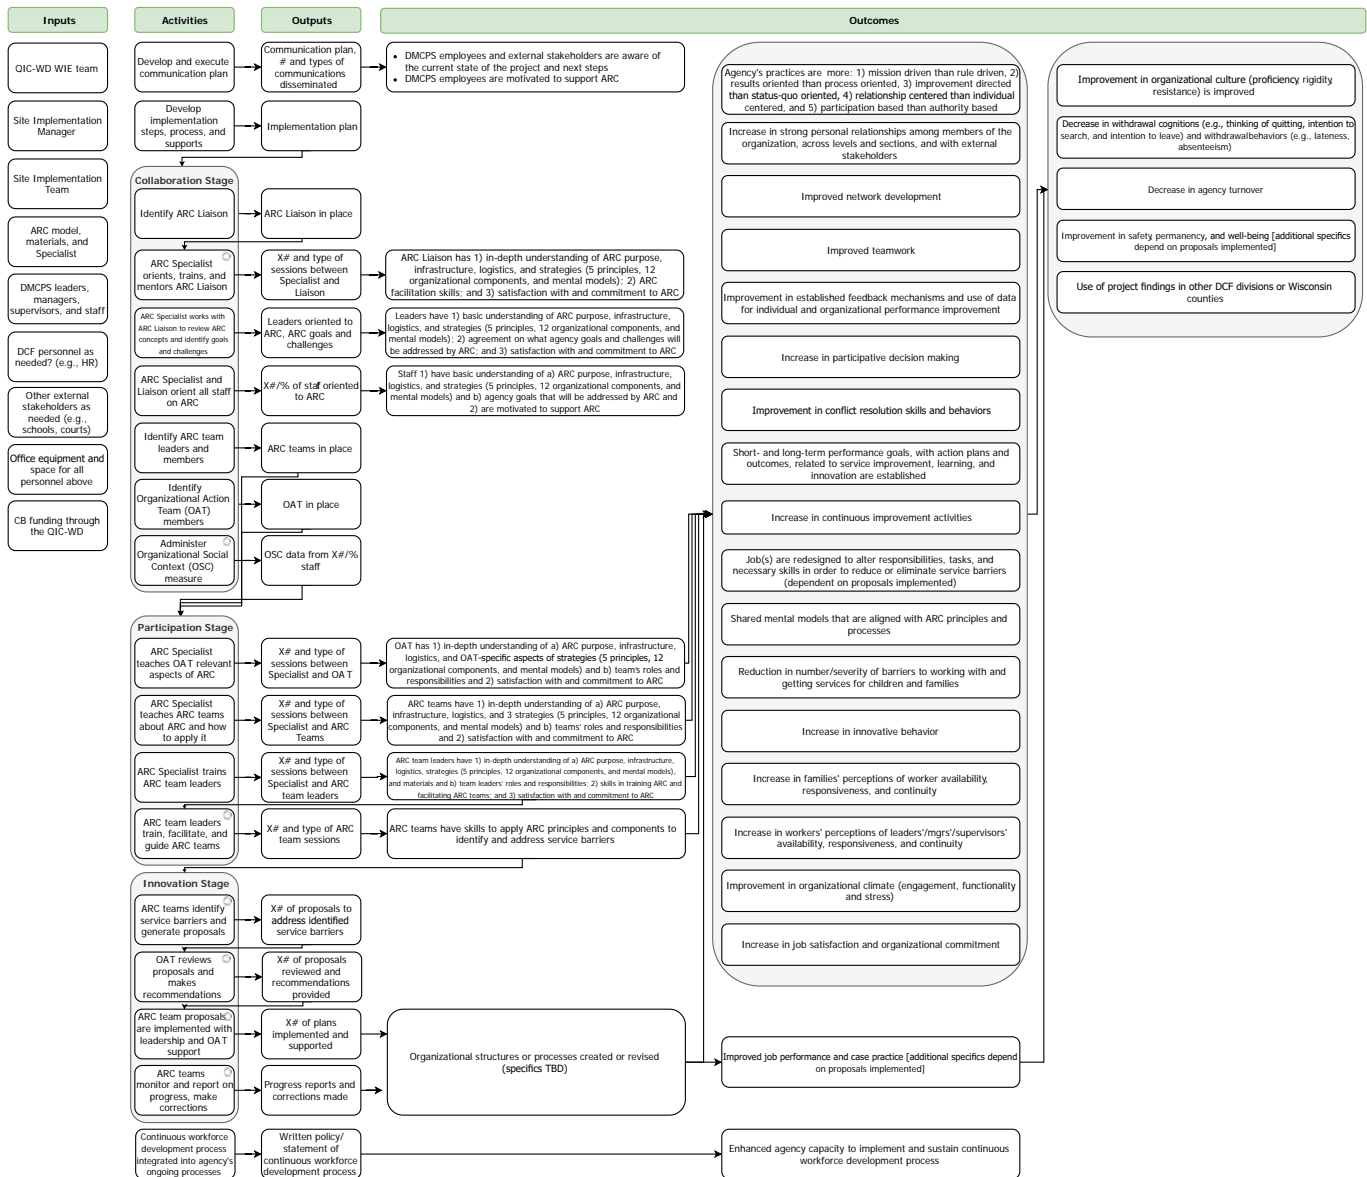 Inputs
Activities
Outputs
Outcomes
QIC-WD WIE team
Site Implementation
Manager
Site Implementation
Team
ARC model,
materials, and
Specialist
DMCPS leaders,
managers,
supervisors, and staff
DCF personnel as
needed? (e.g., HR)
Other external
stakeholders as
needed (e.g.,
schools, courts)
Office equipment and
space for all
personnel above
CB funding through
the QIC-WD
Develop and execute
communication plan
Communication plan,
# and types of
communications
disseminated
• DMCPS employees and external stakeholders are aware of
the current state of the project and next steps
• DMCPS employees are motivated to support ARC
Develop
implementation
steps, process, and
supports
Implementation plan
Collaboration Stage
Identify ARC Liaison
ARC Liaison in place
ARC Specialist
orients, trains, and
mentors ARC Liaison
X# and type of
sessions between
Specialist and
Liaison
ARC Liaison has 1) in-depth understanding of ARC purpose,
infrastructure, logistics, and strategies (5 principles, 12
organizational components, and mental models); 2) ARC
facilitation skills; and 3) satisfaction with and commitment to ARC
ARC Specialist works with
ARC Liaison to review ARC
concepts and identify goals
and challenges
Leaders oriented to
ARC, ARC goals and
challenges
Leaders have 1) basic understanding of ARC purpose, infrastructure,
logistics, and strategies (5 principles, 12 organizational components, and
mental models); 2) agreement on what agency goals and challenges will
be addressed by ARC; and 3) satisfaction with and commitment to ARC
ARC Specialist and
Liaison orient all staff
on ARC
X#/% of staff oriented
to ARC
Staff 1) have basic understanding of a) ARC purpose, infrastructure,
logistics, and strategies (5 principles, 12 organizational components, and
mental models) and b) agency goals that will be addressed by ARC and
2) are motivated to support ARC
Identify ARC team
leaders and
members
ARC teams in place
Identify
Organizational Action
Team (OAT)
members
OAT in place
Administer
Organizational Social
Context (OSC)
measure
OSC data from X#/%
staff
Participation Stage
ARC Specialist
teaches OAT relevant
aspects of ARC
X# and type of
sessions between
Specialist and OAT
OAT has 1) in-depth understanding of a) ARC purpose, infrastructure,
logistics, and OAT-specific aspects of strategies (5 principles, 12
organizational components, and mental models) and b) team's roles and
responsibilities and 2) satisfaction with and commitment to ARC
ARC Specialist
teaches ARC teams
about ARC and how
to apply it
X# and type of
sessions between
Specialist and ARC
Teams
ARC teams have 1) in-depth understanding of a) ARC purpose,
infrastructure, logistics, and 3 strategies (5 principles, 12 organizational
components, and mental models) and b) teams' roles and responsibilities
and 2) satisfaction with and commitment to ARC
ARC Specialist trains
ARC team leaders
X# and type of
sessions between
Specialist and ARC
team leaders
ARC team leaders have 1) in-depth understanding of a) ARC purpose, infrastructure,
logistics, strategies (5 principles, 12 organizational components, and mental models),
and materials and b) team leaders' roles and responsibilities; 2) skills in training ARC and
facilitating ARC teams; and 3) satisfaction with and commitment to ARC
ARC team leaders
train, facilitate, and
guide ARC teams
X# and type of ARC
team sessions
ARC teams have skills to apply ARC principles and components to
identify and address service barriers
Innovation Stage
ARC teams identify
service barriers and
generate proposals
X# of proposals to
address identified
service barriers
OAT reviews
proposals and
makes
recommendations
X# of proposals
reviewed and
recommendations
provided
ARC team proposals
are implemented with
leadership and OAT
support
X# of plans
implemented and
supported
ARC teams
monitor and report on
progress, make
corrections
Progress reports and
corrections made
Organizational structures or processes created or revised
(specifics TBD)
Continuous workforce
development process
integrated into agency's
ongoing processes
Written policy/
statement of
continuous workforce
development process
Agency's practices are more: 1) mission driven than rule driven, 2)
results oriented than process oriented, 3) improvement directed
than status-quo oriented, 4) relationship centered than individual
centered, and 5) participation based than authority based
Increase in strong personal relationships among members of the
organization, across levels and sections, and with external
stakeholders
Improved network development
Improved teamwork
Improvement in established feedback mechanisms and use of data
for individual and organizational performance improvement
Increase in participative decision making
Improvement in conflict resolution skills and behaviors
Short- and long-term performance goals, with action plans and
outcomes, related to service improvement, learning, and
innovation are established
Increase in continuous improvement activities
Job(s) are redesigned to alter responsibilities, tasks, and
necessary skills in order to reduce or eliminate service barriers
(dependent on proposals implemented)
Shared mental models that are aligned with ARC principles and
processes
Reduction in number/severity of barriers to working with and
getting services for children and families
Increase in innovative behavior
Increase in families' perceptions of worker availability,
responsiveness, and continuity
Increase in workers' perceptions of leaders'/mgrs'/supervisors'
availability, responsiveness, and continuity
Improvement in organizational climate (engagement, functionality
and stress)
Increase in job satisfaction and organizational commitment
Improved job performance and case practice [additional specifics depend
on proposals implemented]
Enhanced agency capacity to implement and sustain continuous
workforce development process
Improvement in organizational culture (proficiency, rigidity,
resistance) is improved
Decrease in withdrawal cognitions (e.g., thinking of quitting, intention to
search, and intention to leave) and withdrawalbehaviors (e.g., lateness,
absenteeism)
Decrease in agency turnover
Improvement in safety permanency, and well-being [additional specifics
depend on proposals implemented]
Use of project findings in other DCF divisions or Wisconsin
counties